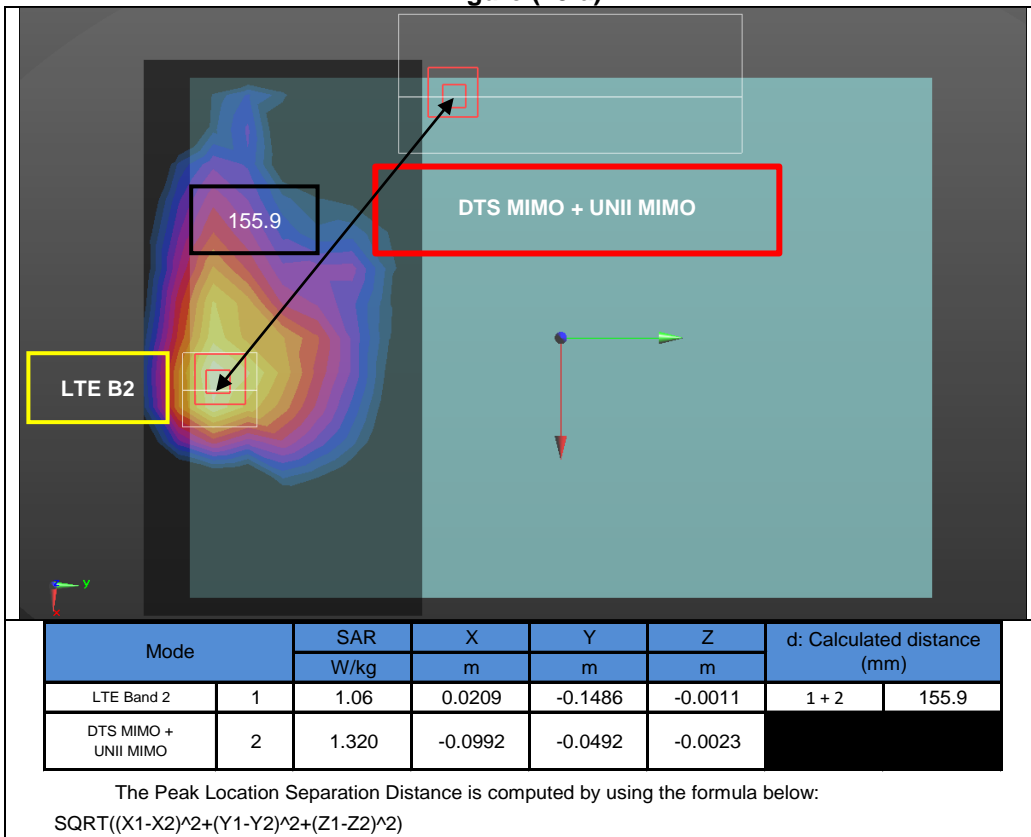 155.9
DTS MIMO + UNII MIMO
LTE B2
y
x
Mode SAR X Y Z d: Calculated distance (mm)
W/kg m m m
LTE Band 2 1 1.06 0.0209 -0.1486 -0.0011 1 + 2 155.9
DTS MIMO + UNII MIMO 2 1.320 -0.0992 -0.0492 -0.0023
The Peak Location Separation Distance is computed by using the formula below:
SQRT((X1-X2)^2+(Y1-Y2)^2+(Z1-Z2)^2)